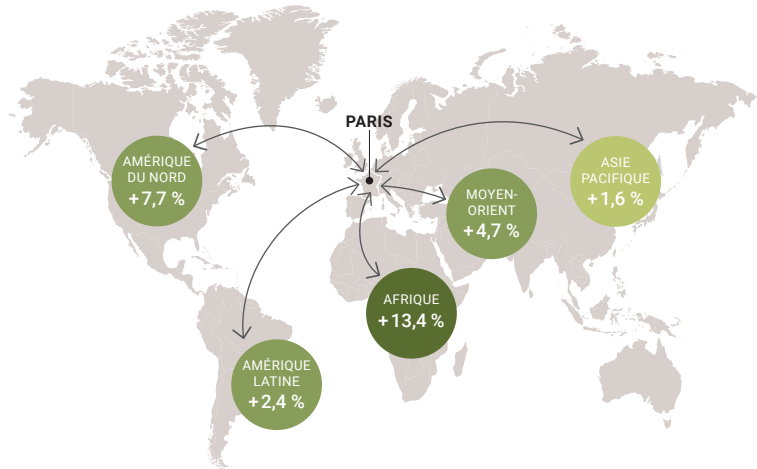 PARIS
AMÉRIQUE
DU NORD
+7,7 %
ASIE
PACIFIQUE
+1,6 %
MOYEN-
ORIENT
+4,7 %
AFRIQUE
+13,4 %
AMÉRIQUE
LATINE
+2,4 %